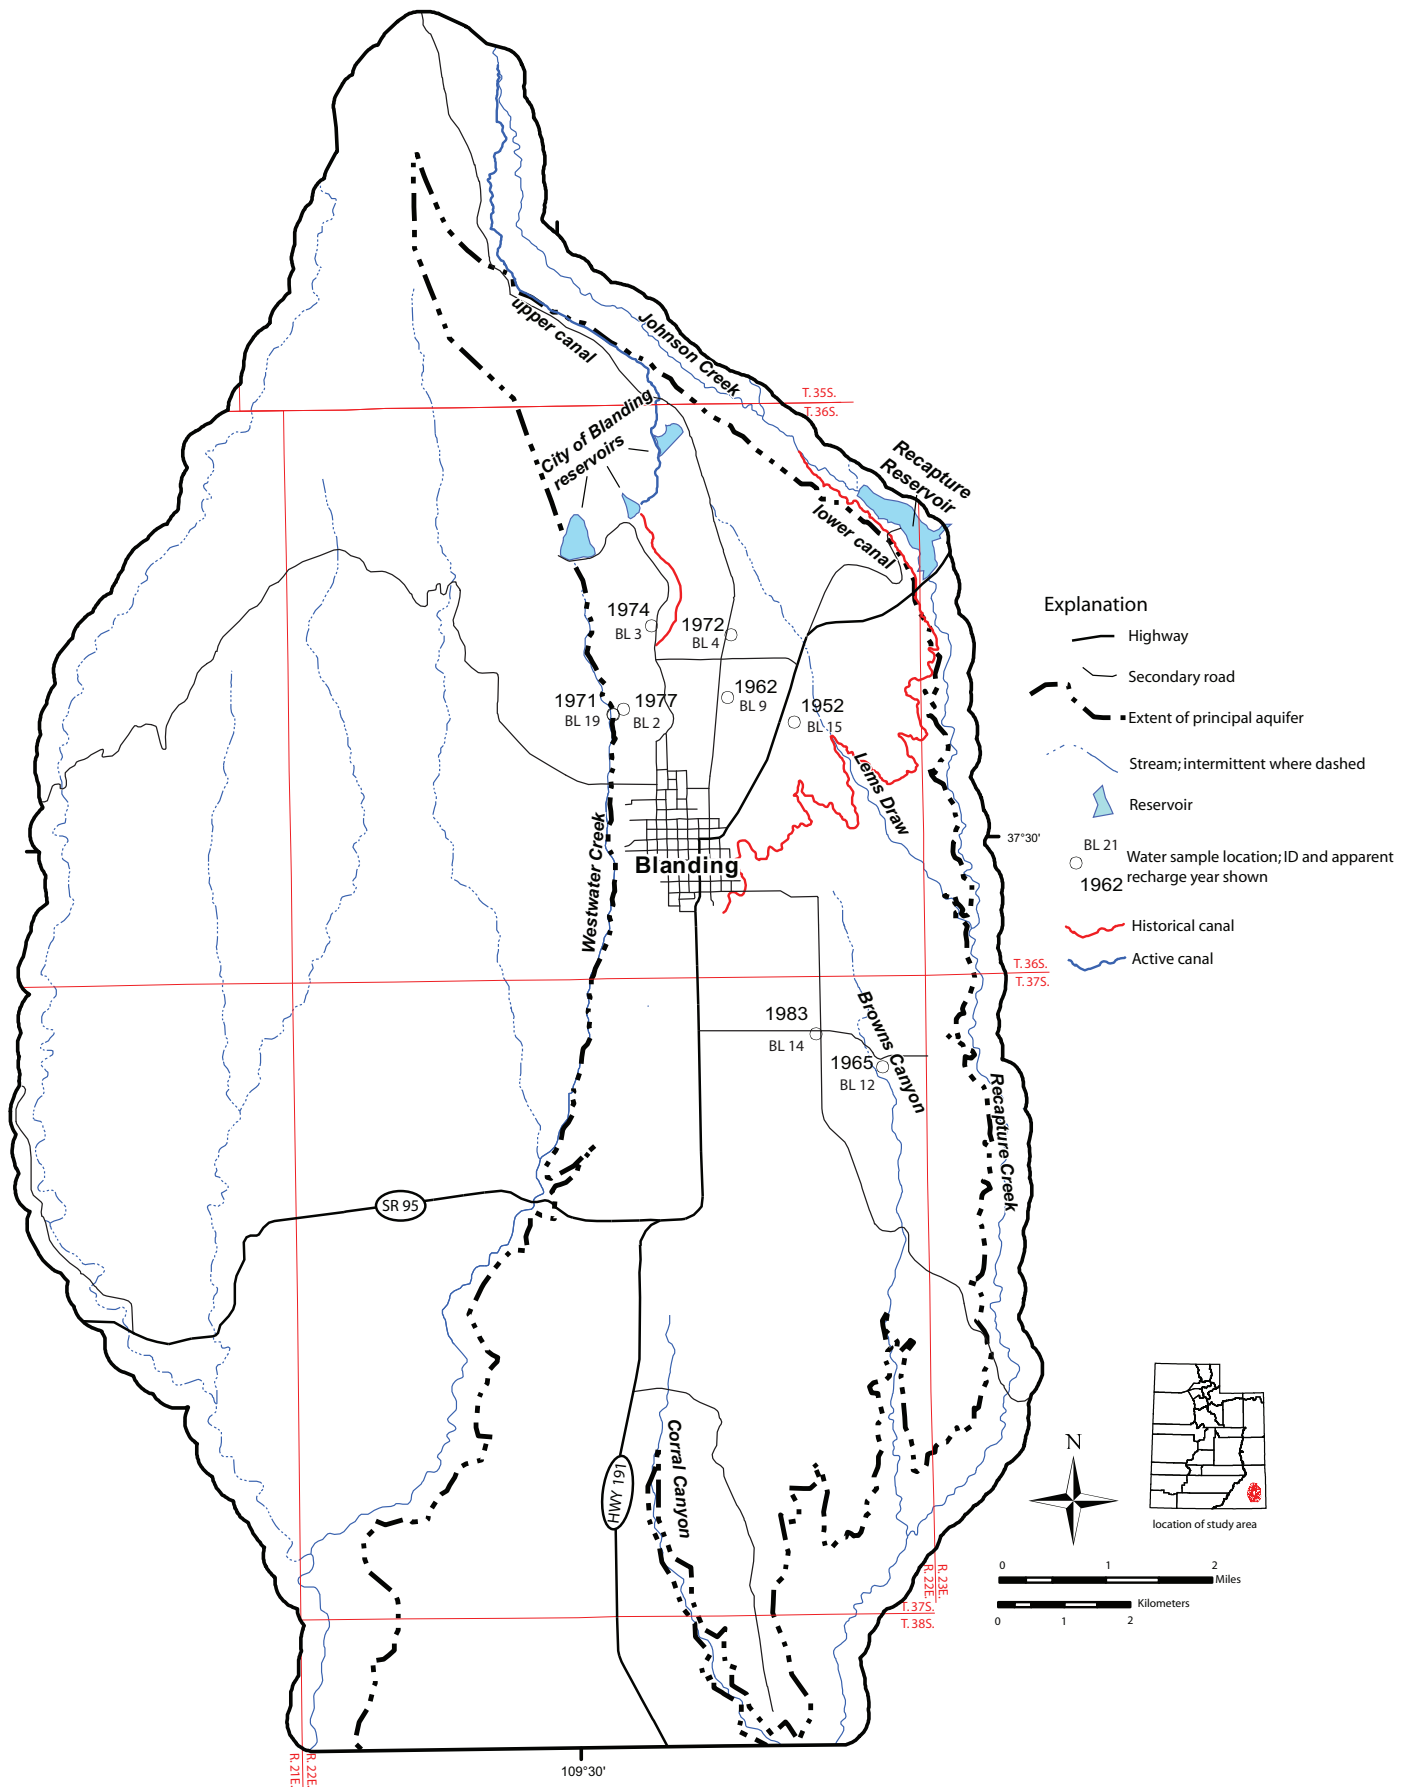 upper canal
Johnson Creek
T. 35S.
T. 36S.
City of Blanding
reservoirs
Recapture
Reservoir
lower canal
1974
BL 3
1972
BL 4
1971
BL 19
1977
BL 2
1962
BL 9
1952
BL 15
Lems Draw
Westwater Creek
Blanding
T. 36S.
T. 37S.
1983
BL 14
1965
BL 12
Browns Canyon
Recapture Creek
SR 95
HWY 191
Corral Canyon
R. 22E.
R. 23E.
T. 37S.
T. 38S.
R. 21E.
R. 22E.
109°30'
37°30'
Explanation
Highway
Secondary road
Extent of principal aquifer
Stream; intermittent where dashed
Reservoir
BL 21
Water sample location; ID and apparent
recharge year shown
1962
Historical canal
Active canal
N
location of study area
0 1 2
Miles
Kilometers
0 1 2